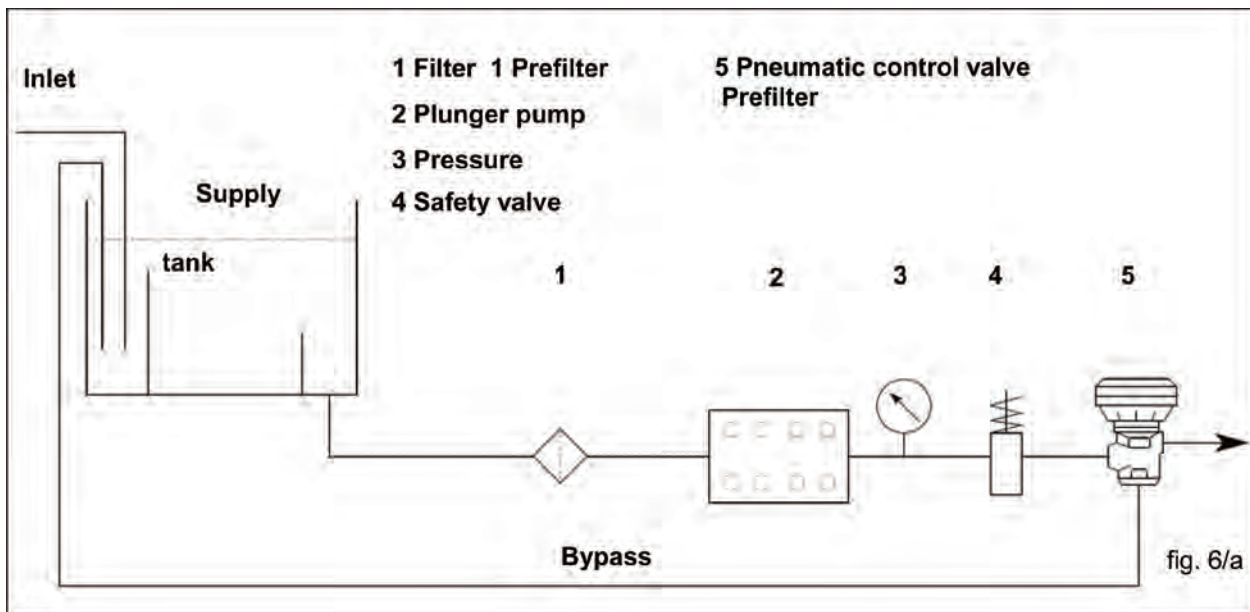 Inlet
1 Filter 1 Prefilter
2 Plunger pump
3 Pressure
4 Safety valve
5 Pneumatic control valve
Prefilter
Supply
tank
1
2
3
4
5
Bypass
fig. 6/a